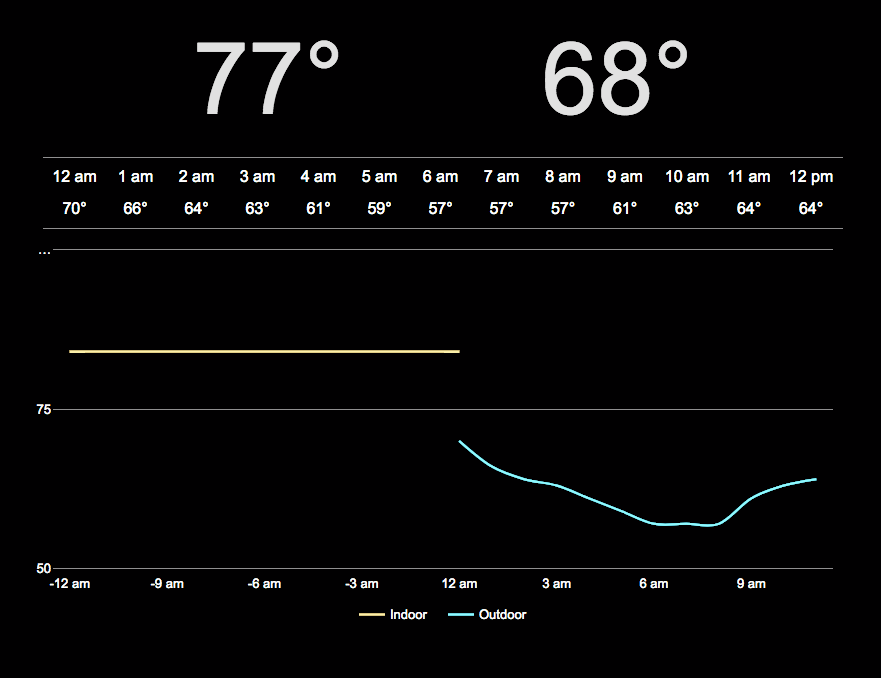 77° 68°
12 am 1 am 2 am 3 am 4 am 5 am 6 am 7 am 8 am 9 am 10 am 11 am 12 pm
70° 66° 64° 63° 61° 59° 57° 57° 57° 61° 63° 64° 64°
...
75
50
-12 am -9 am -6 am -3 am 12 am 3 am 6 am 9 am
Indoor Outdoor